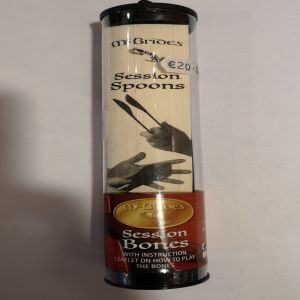 McBrides
€20
Session
Spoons
McBrides
Session
Bones
WITH INSTRUCTION
LEAFLET ON HOW TO PLAY
THE BONES